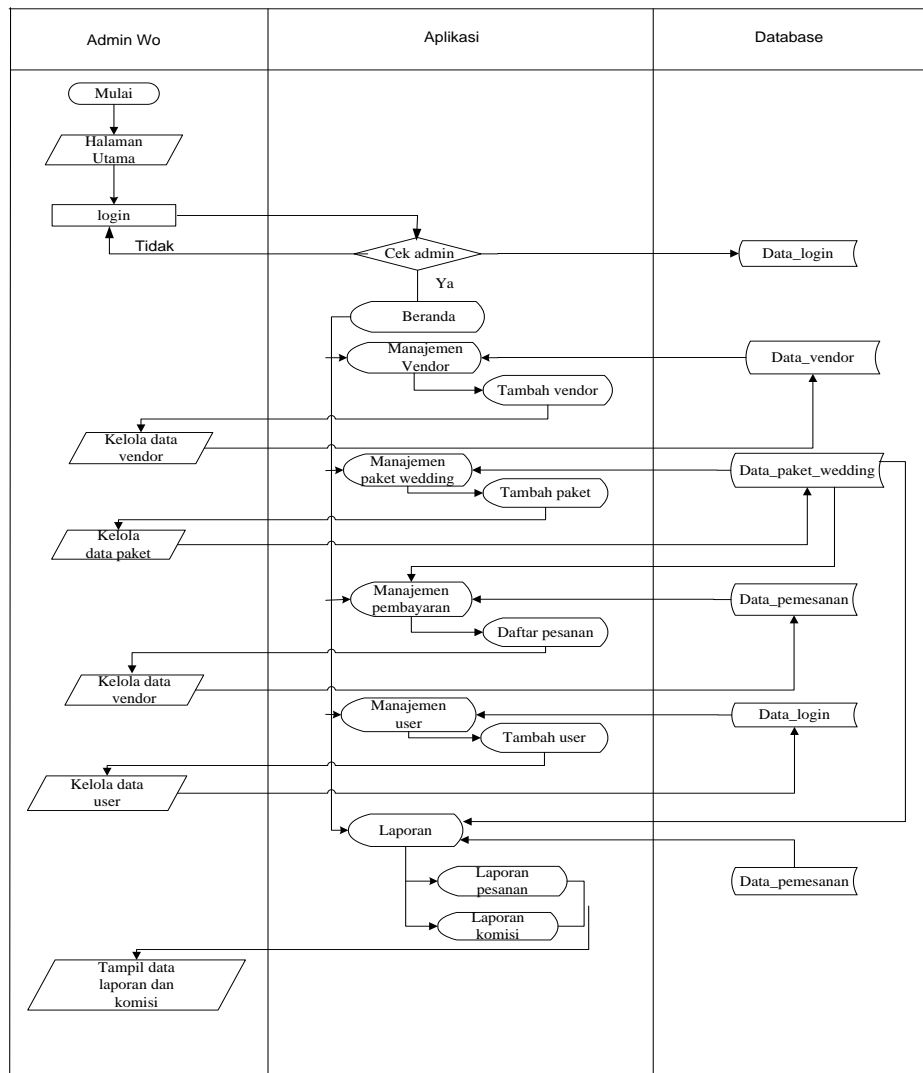 Admin Wo
Aplikasi
Database
Mulai
Halaman
Utama
login
Tidak
Cek admin
Data_login
Ya
Beranda
Manajemen
Vendor
Data_vendor
Tambah vendor
Kelola data
vendor
Manajemen
paket wedding
Data_paket_wedding
Tambah paket
Kelola
data paket
Manajemen
pembayaran
Data_pemesanan
Daftar pesanan
Kelola data
vendor
Manajemen
user
Data_login
Tambah user
Kelola data
user
Laporan
Laporan
pesanan
Data_pemesanan
Laporan
komisi
Tampil data
laporan dan
komisi